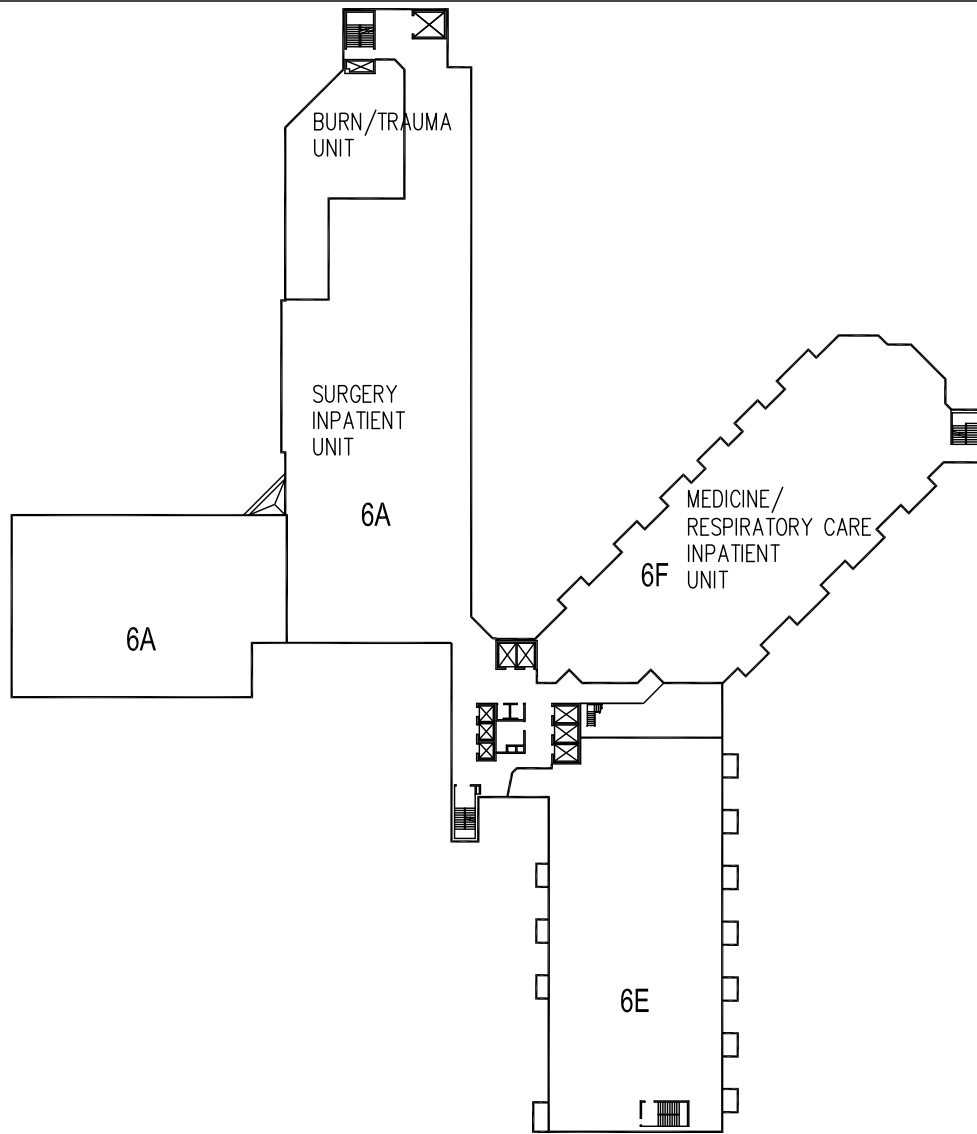 BURN/TRAUMA
UNIT
SURGERY
INPATIENT
UNIT
6A
MEDICINE/
RESPIRATORY CARE
INPATIENT
UNIT
6F
6A
6E